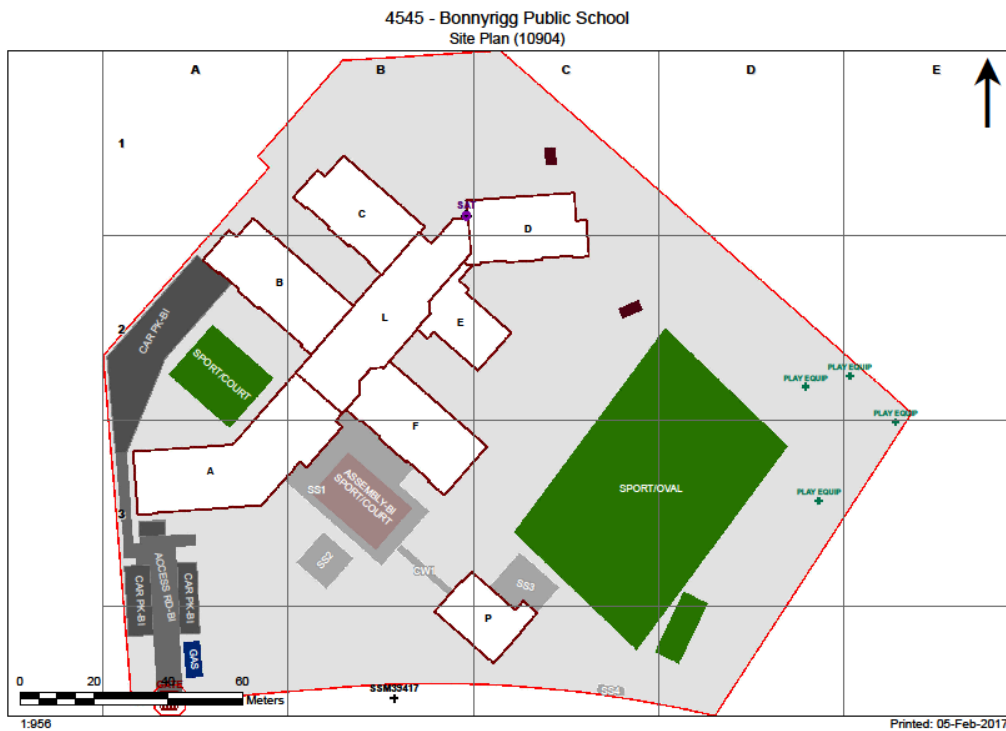 4545 - Bonnyrigg Public School
Site Plan (10904)
A
B
C
D
E
1
SA1
C
D
B
2
CAR PK-BI
L
E
SPORT/COURT
PLAY EQUIP
PLAY EQUIP
PLAY EQUIP
F
A
ASSEMBLY-BI
SPORT/COURT
SS1
SPORT/OVAL
PLAY EQUIP
3
SS2
CW1
SS3
CAR PK-BI
ACCESS RD-BI
CAR PK-BI
P
GAS
SSM39417
SS4
0
20
40
60
Meters
1:956
Printed: 05-Feb-2017